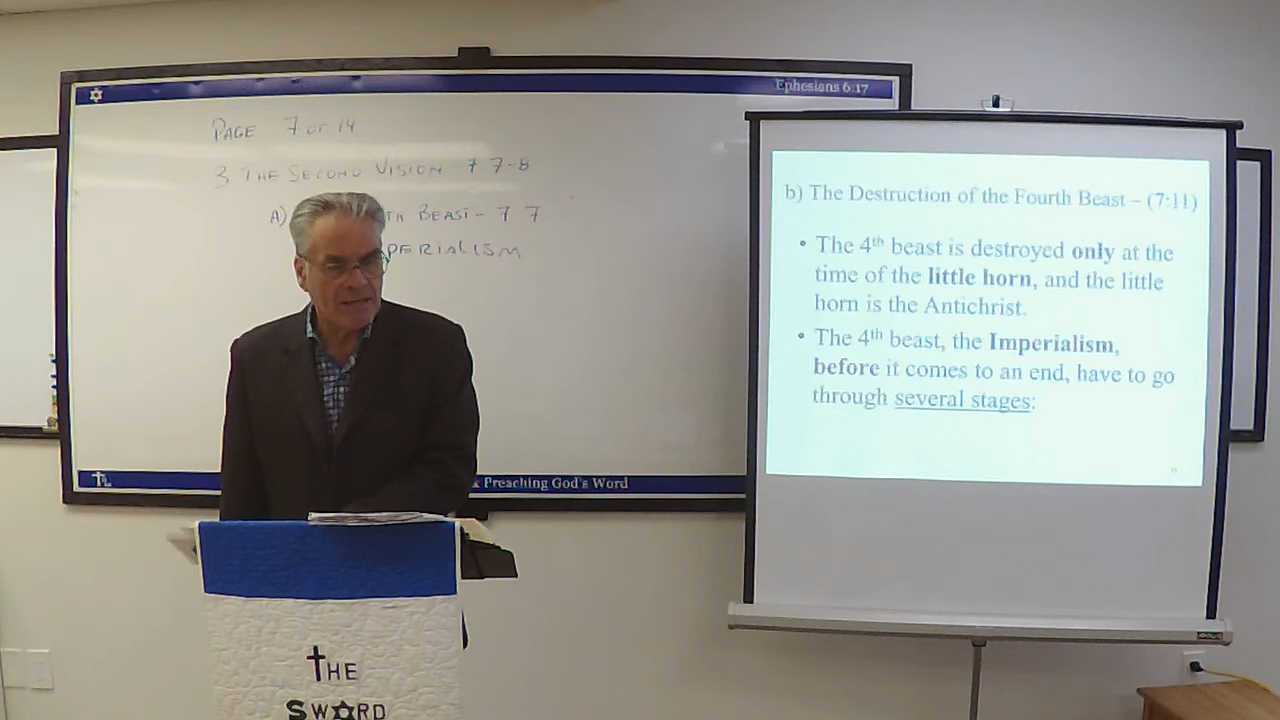 Ephesians 6:17
PAGE 7 OF 14
3. THE SECOND VISION 7 7-8
A) TH BEAST - 7 7
PERIALISM
& Preaching God's Word
b) The Destruction of the Fourth Beast – (7:11)
• The 4th beast is destroyed only at the
time of the little horn, and the little
horn is the Antichrist.
• The 4th beast, the Imperialism,
before it comes to an end, have to go
through several stages:
THE
SWORD